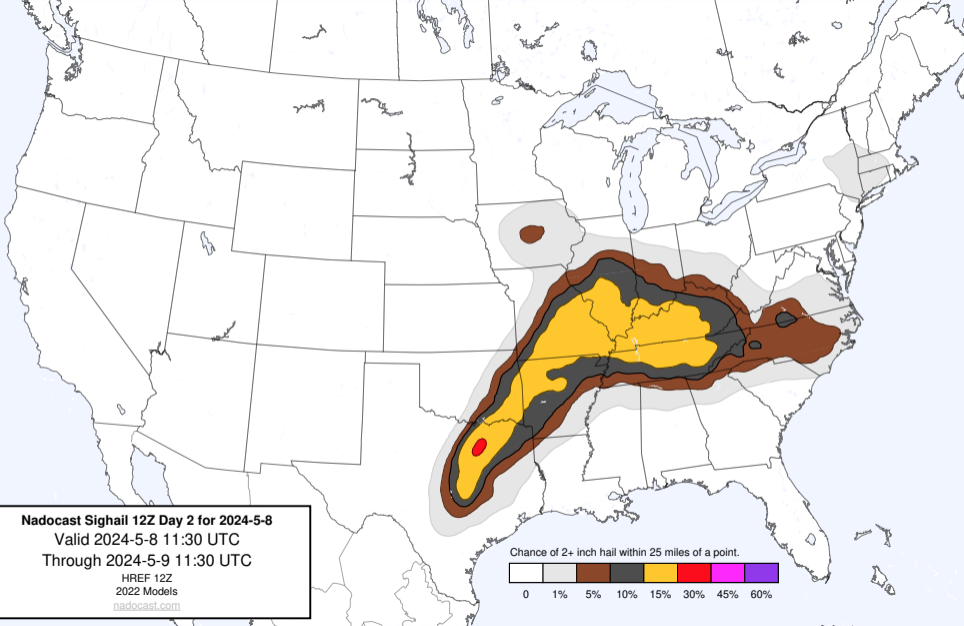 Nadocast Sighail 12Z Day 2 for 2024-5-8
Valid 2024-5-8 11:30 UTC
Through 2024-5-9 11:30 UTC
HREF 12Z
2022 Models
nadocast.com
Chance of 2+ inch hail within 25 miles of a point.
0 1% 5% 10% 15% 30% 45% 60%